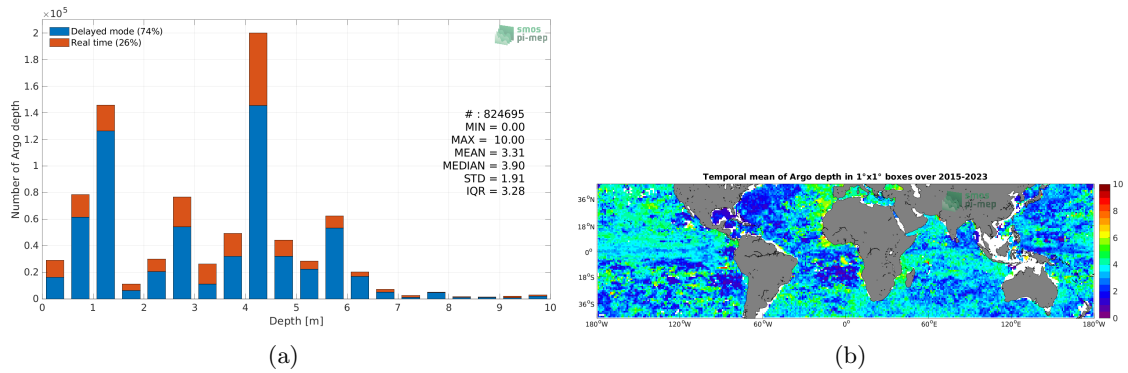 ×10⁵
Delayed mode (74%)
Real time (26%)
smos
pi-mep
# : 824695
MIN = 0.00
MAX = 10.00
MEAN = 3.31
MEDIAN = 3.90
STD = 1.91
IQR = 3.28
Number of Argo depth
2
1.8
1.6
1.4
1.2
1
0.8
0.6
0.4
0.2
0
0 1 2 3 4 5 6 7 8 9 10
Depth [m]
(a)
Temporal mean of Argo depth in 1°x1° boxes over 2015-2023
smos
pi-mep
36°N
18°N
0°
18°S
36°S
180°W 120°W 60°W 0° 60°E 120°E 180°W
10
8
6
4
2
0
(b)